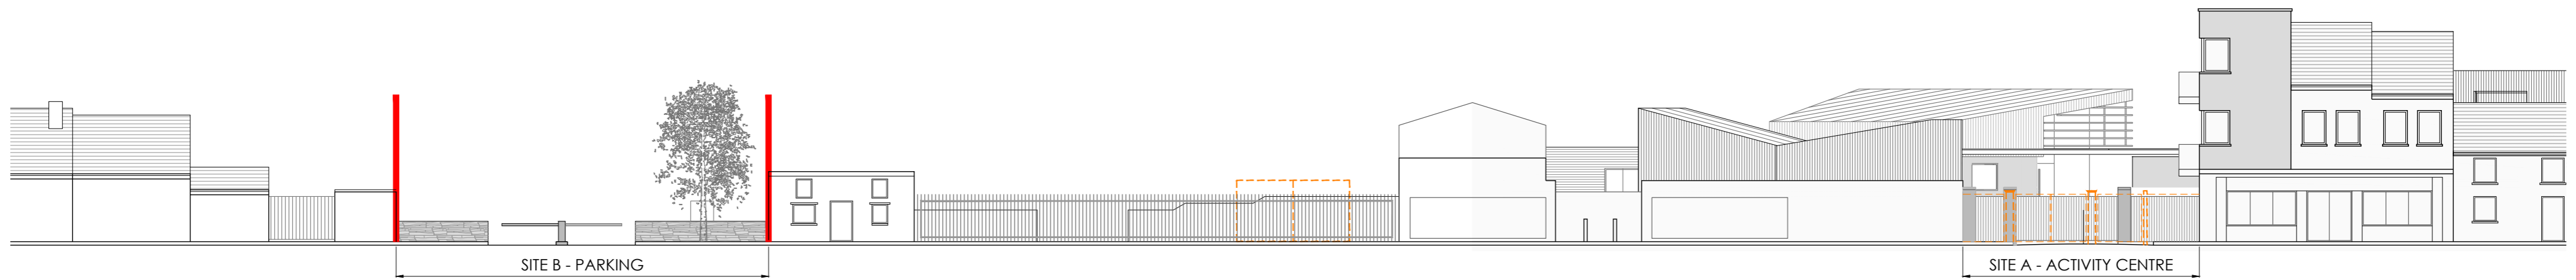 SITE B - PARKING
SITE A - ACTIVITY CENTRE